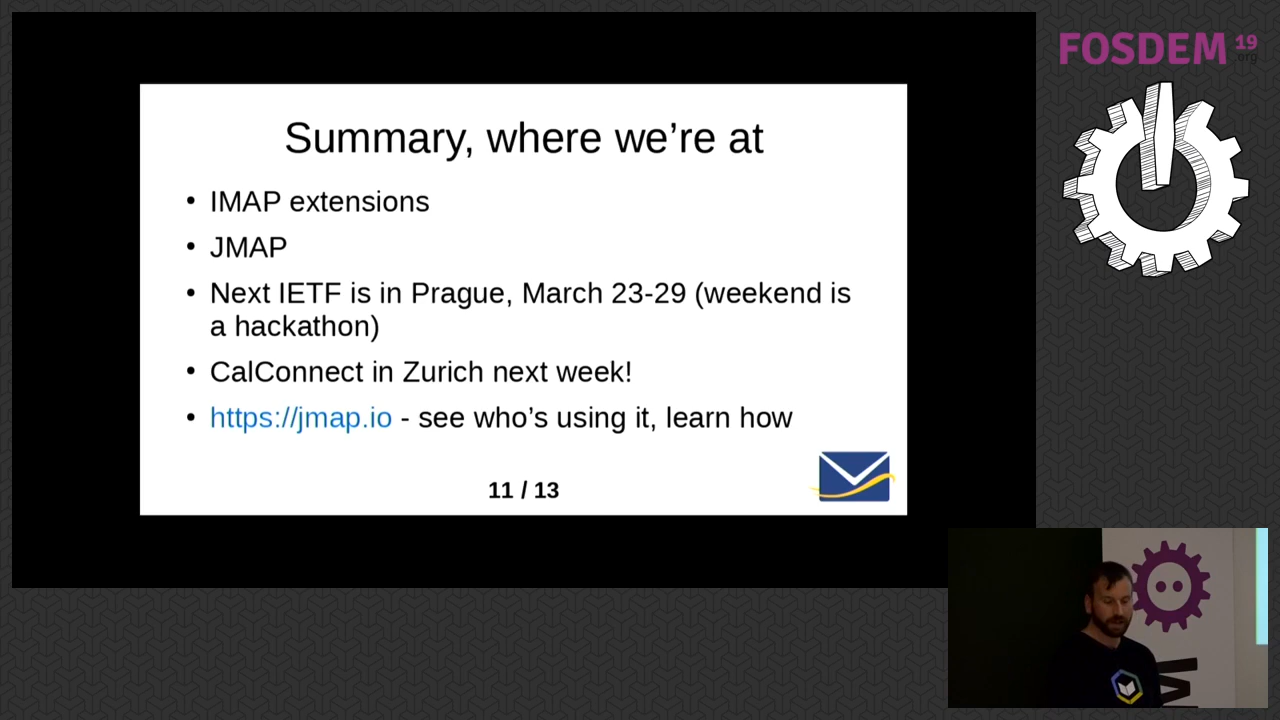 FOSDEM 19
.org
Summary, where we’re at
• IMAP extensions
• JMAP
• Next IETF is in Prague, March 23-29 (weekend is
a hackathon)
• CalConnect in Zurich next week!
• https://jmap.io - see who’s using it, learn how
11 / 13